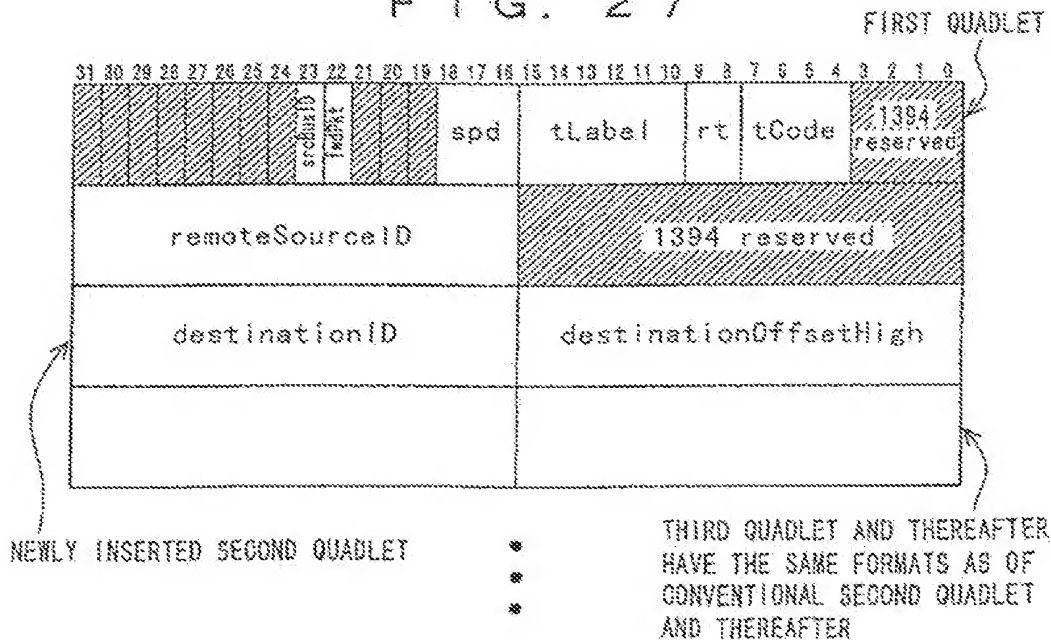 FIG. 27
FIRST QUADLET
31 30 29 28 27 26 25 24 23 22 21 20 19 18 17 16 15 14 13 12 11 10 9 8 7 6 5 4 3 2 1 0
srcBusID
fwdPkt
spd
tLabel
rt
tCode
1394
reserved
remoteSourceID
1394 reserved
destinationID
destinationOffsetHigh
NEWLY INSERTED SECOND QUADLET
THIRD QUADLET AND THEREAFTER
HAVE THE SAME FORMATS AS OF
CONVENTIONAL SECOND QUADLET
AND THEREAFTER